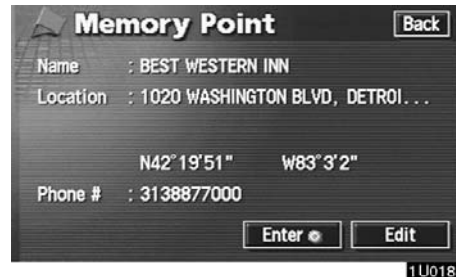 Memory Point
Back
Name : BEST WESTERN INN
Location : 1020 WASHINGTON BLVD, DETROI...
N42°19'51" W83°3'2"
Phone # : 3138877000
Enter Edit
1U018